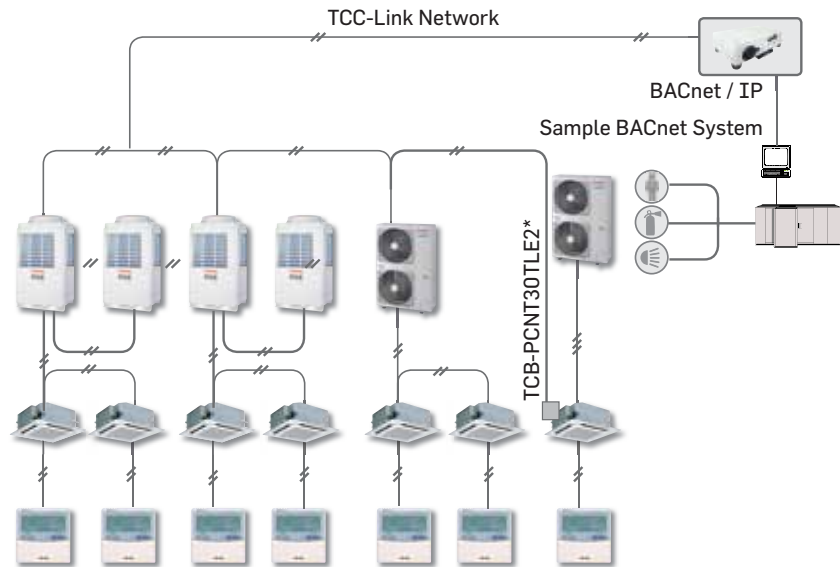 TCC-Link Network
BACnet / IP
Sample BACnet System
TCB-PCNT30TLE2*